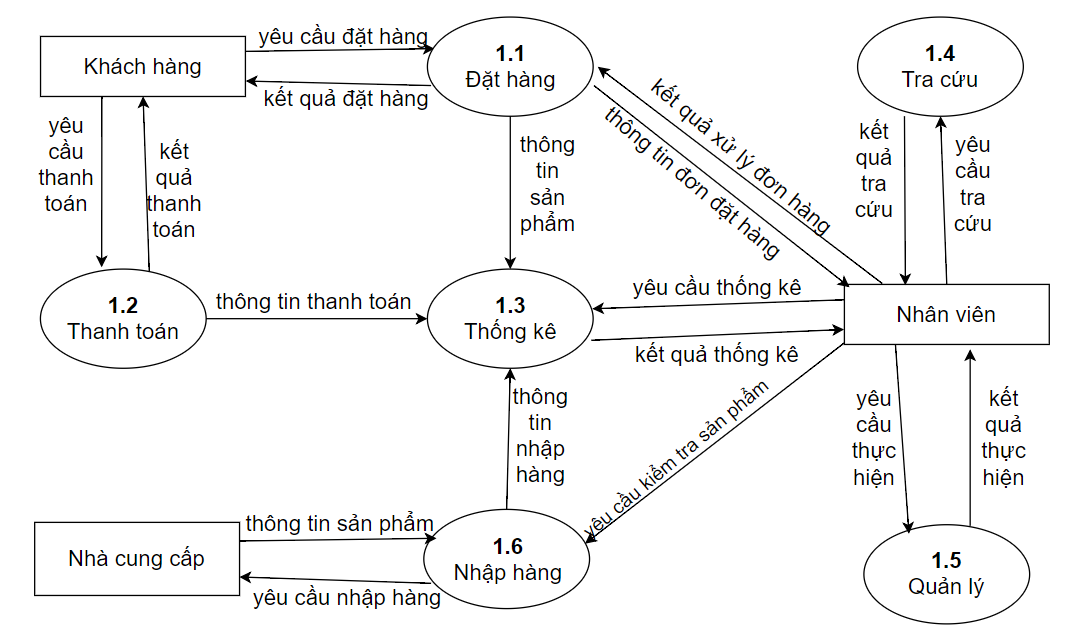 yêu cầu đặt hàng
Khách hàng
kết quả đặt hàng
1.1
Đặt hàng
1.4
Tra cứu
yêu
cầu
thanh
toán
kết
quả
thanh
toán
thông
tin
sản
phẩm
kết quả xử lý đơn hàng
thông tin đơn đặt hàng
kết
quả
tra
cứu
yêu
cầu
tra
cứu
1.2
Thanh toán
thông tin thanh toán
1.3
Thống kê
yêu cầu thống kê
kết quả thống kê
Nhân viên
thông
tin
nhập
hàng
yêu cầu kiểm tra sản phẩm
yêu
cầu
thực
hiện
kết
quả
thực
hiện
Nhà cung cấp
thông tin sản phẩm
yêu cầu nhập hàng
1.6
Nhập hàng
1.5
Quản lý